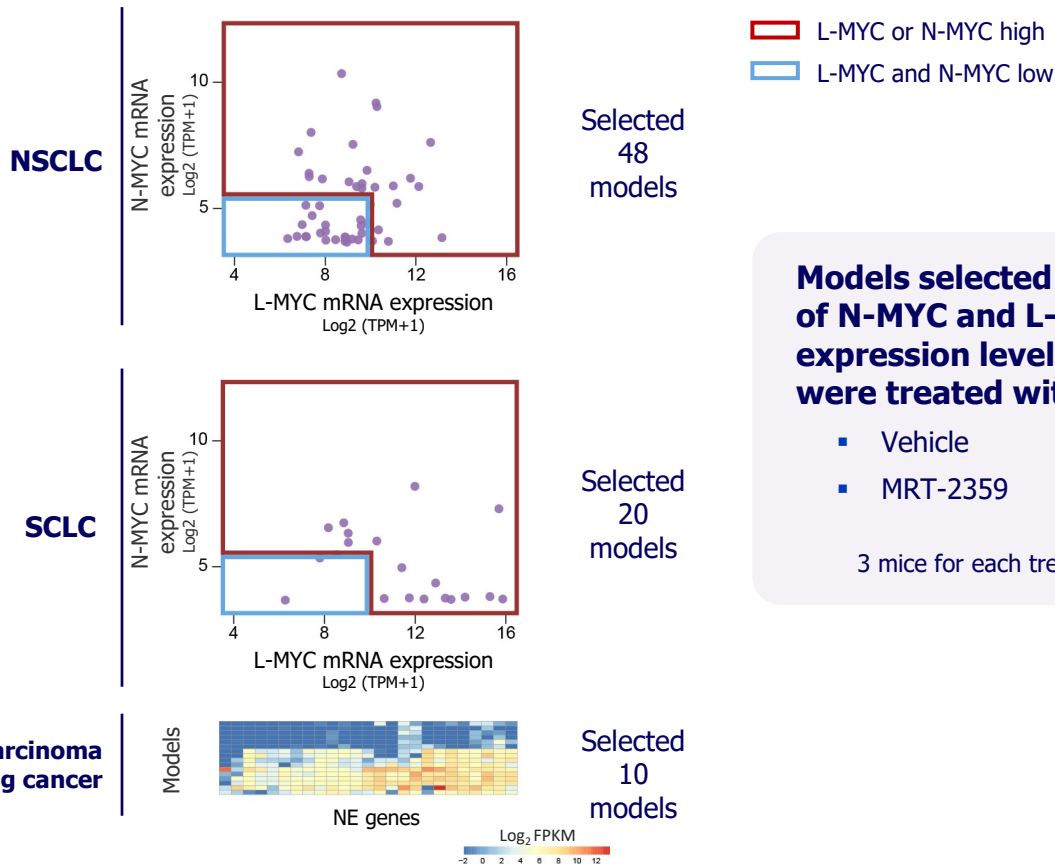 L-MYC or N-MYC high
L-MYC and N-MYC low
NSCLC
N-MYC mRNA
expression
Log2 (TPM+1)
10
5
4 8 12 16
L-MYC mRNA expression
Log2 (TPM+1)
Selected
48
models
SCLC
N-MYC mRNA
expression
Log2 (TPM+1)
10
5
4 8 12 16
L-MYC mRNA expression
Log2 (TPM+1)
Selected
20
models
Models selected
of N-MYC and L-
expression level
were treated wit
▪ Vehicle
▪ MRT-2359
3 mice for each tre
arcinoma
g cancer
Models
NE genes
Selected
10
models
Log2 FPKM
-2 0 2 4 6 8 10 12